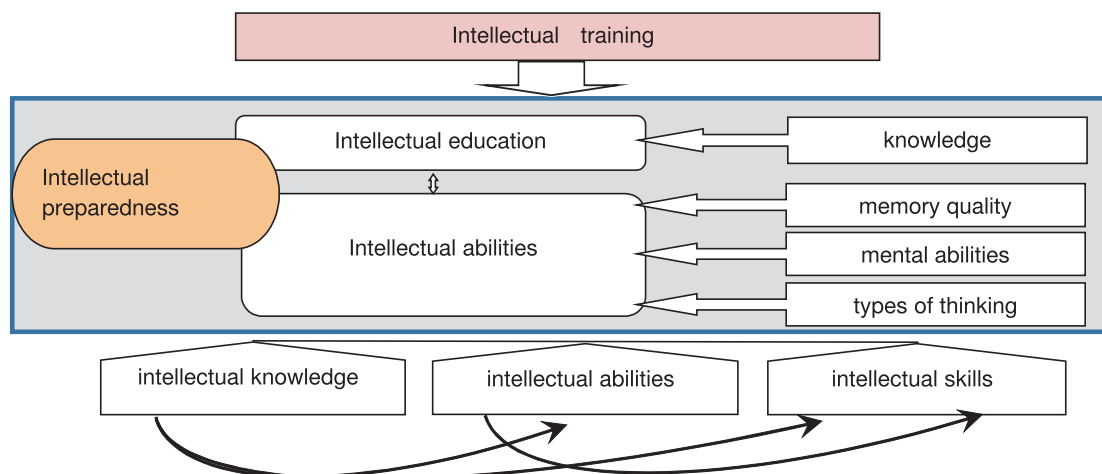 Intellectual training
Intellectual education
knowledge
Intellectual
preparedness
memory quality
Intellectual abilities
mental abilities
types of thinking
intellectual knowledge
intellectual abilities
intellectual skills